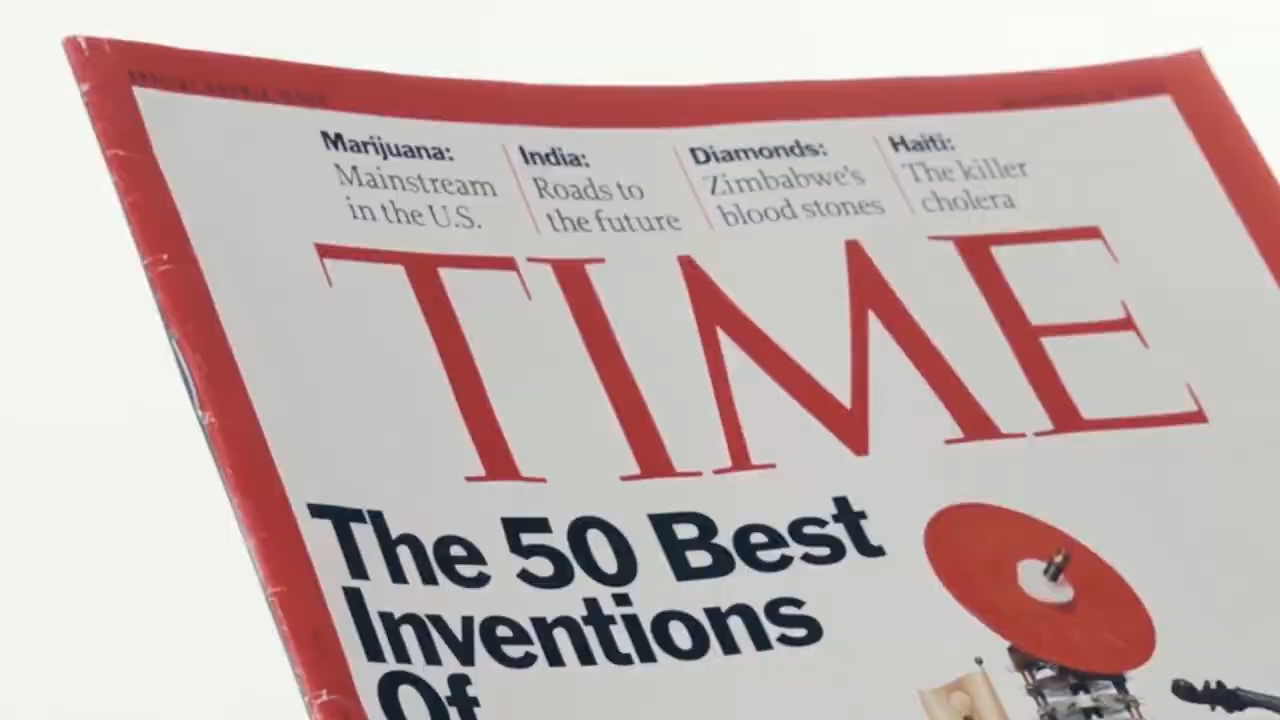 Marijuana:
Mainstream
in the U.S.
India:
Roads to
the future
Diamonds:
Zimbabwe's
blood stones
Haiti:
The killer
cholera
TIME
The 50 Best
Inventions
Of